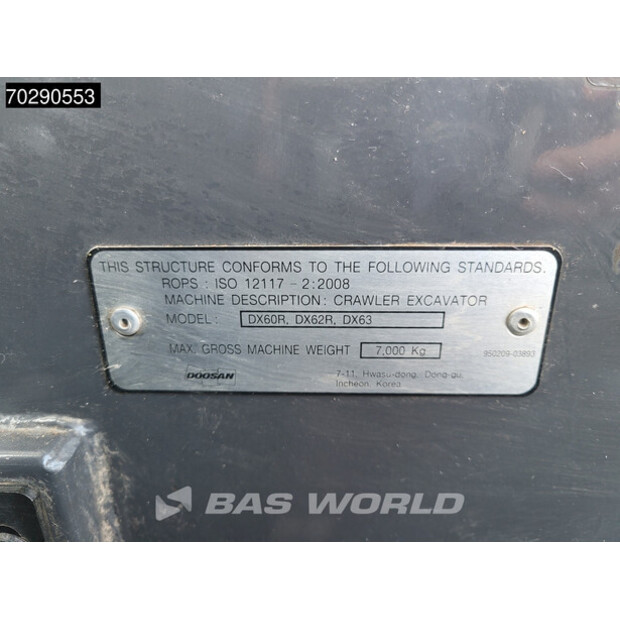 70290553
THIS STRUCTURE CONFORMS TO THE FOLLOWING STANDARDS.
ROPS : ISO 12117 - 2:2008
MACHINE DESCRIPTION: CRAWLER EXCAVATOR
MODEL : DX60R, DX62R, DX63
MAX. GROSS MACHINE WEIGHT 7,000 Kg
950209-03893
DOOSAN
7-11, Hwasu-dong, Dong-gu,
Incheon, Korea
BAS WORLD